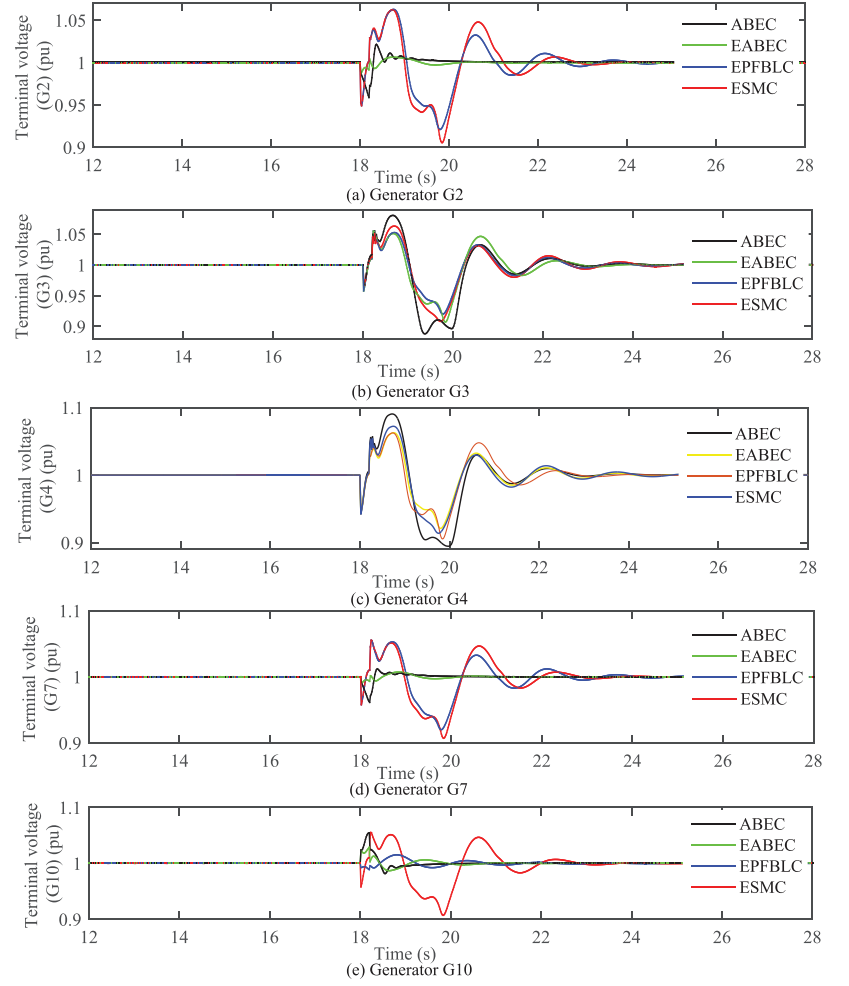 Terminal voltage
(G2) (pu)
1.05
1
0.95
0.9
ABEC
EABEC
EPFBLC
ESMC
12 14 16 18 20 22 24 26 28
Time (s)
(a) Generator G2
Terminal voltage
(G3) (pu)
1.05
1
0.95
0.9
ABEC
EABEC
EPFBLC
ESMC
12 14 16 18 20 22 24 26 28
Time (s)
(b) Generator G3
Terminal voltage
(G4) (pu)
1.1
1
0.9
ABEC
EABEC
EPFBLC
ESMC
12 14 16 18 20 22 24 26 28
Time (s)
(c) Generator G4
Terminal voltage
(G7) (pu)
1.1
1
0.9
ABEC
EABEC
EPFBLC
ESMC
12 14 16 18 20 22 24 26 28
Time (s)
(d) Generator G7
Terminal voltage
(G10) (pu)
1.1
1
0.9
ABEC
EABEC
EPFBLC
ESMC
12 14 16 18 20 22 24 26 28
Time (s)
(e) Generator G10